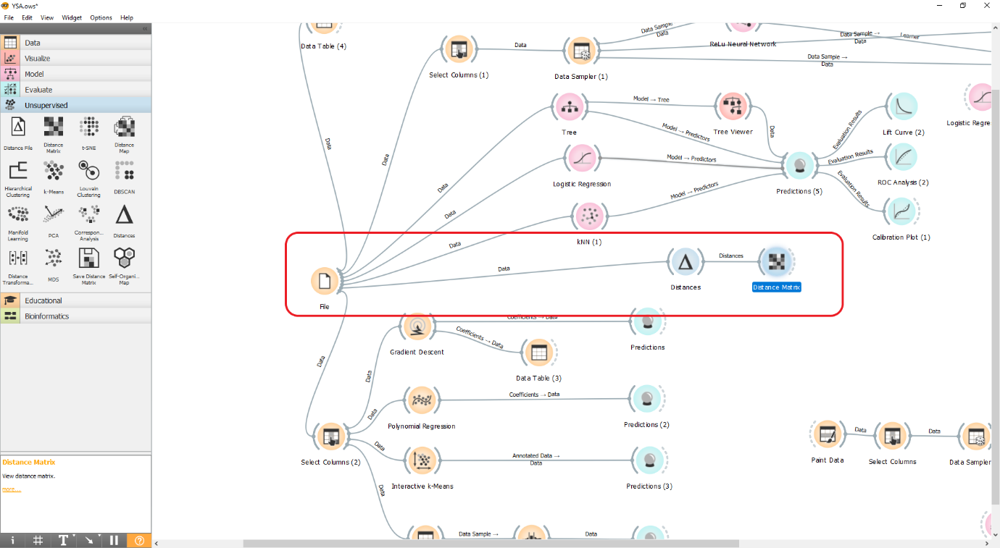 YSA.ows*
File Edit View Widget Options Help
Data
Visualize
Model
Evaluate
Unsupervised
Distance File
Distance
Matrix
t-SNE
Distance
Map
Hierarchical
Clustering
k-Means
Louvain
Clustering
DBSCAN
Manifold
Learning
PCA
Correspon...
Analysis
Distances
Distance
Transforma...
MDS
Save Distance
Matrix
Self-Organi...
Map
Educational
Bioinformatics
Distance Matrix
View distance matrix.
more...
Data Table (4)
Select Columns (1)
Data
Data Sampler (1)
Data Sample
Data
ReLu Neural Network
Data Sample →
Data
Learner
Data Sample →
Data
Data
Data
Data
Data
Data
Data
Tree
Model → Tree
Tree Viewer
Data
Model → Predictors
Logistic Regression
Model → Predictors
kNN (1)
Model → Predictors
Predictions (5)
Evaluation Results
Lift Curve (2)
Evaluation Results
ROC Analysis (2)
Evaluation Results
Calibration Plot (1)
Logistic Regre
File
Distances
Distances
Distance Matrix
Data
Gradient Descent
Coefficients → Data
Predictions
Coefficients → Data
Data Table (3)
Data
Data
Polynomial Regression
Coefficients → Data
Predictions (2)
Select Columns (2)
Data
Interactive k-Means
Annotated Data →
Data
Predictions (3)
Data
Data Sample →
Data
Paint Data
Data
Select Columns
Data
Data Sampler